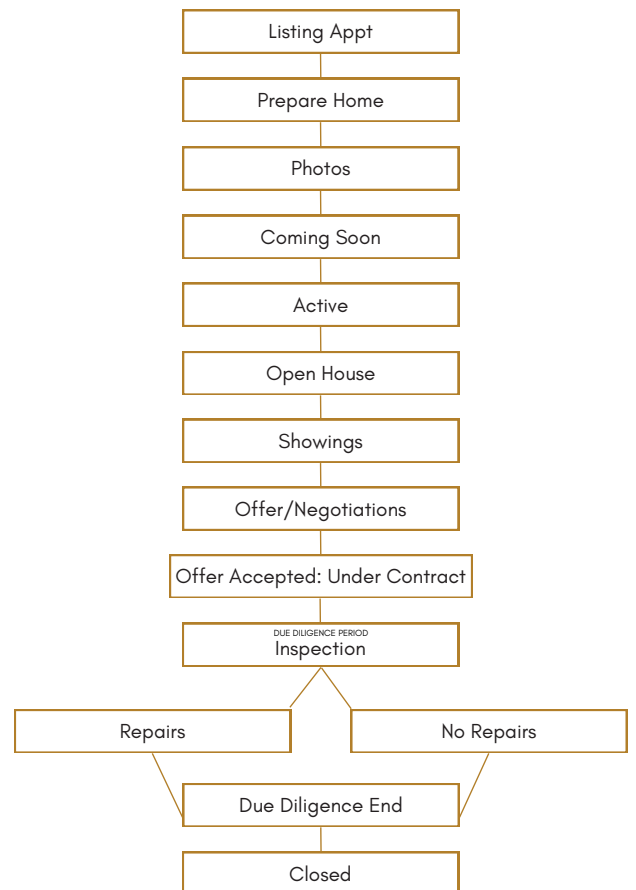 Listing Appt
Prepare Home
Photos
Coming Soon
Active
Open House
Showings
Offer/Negotiations
Offer Accepted: Under Contract
DUE DILIGENCE PERIOD
Inspection
Repairs
No Repairs
Due Diligence End
Closed